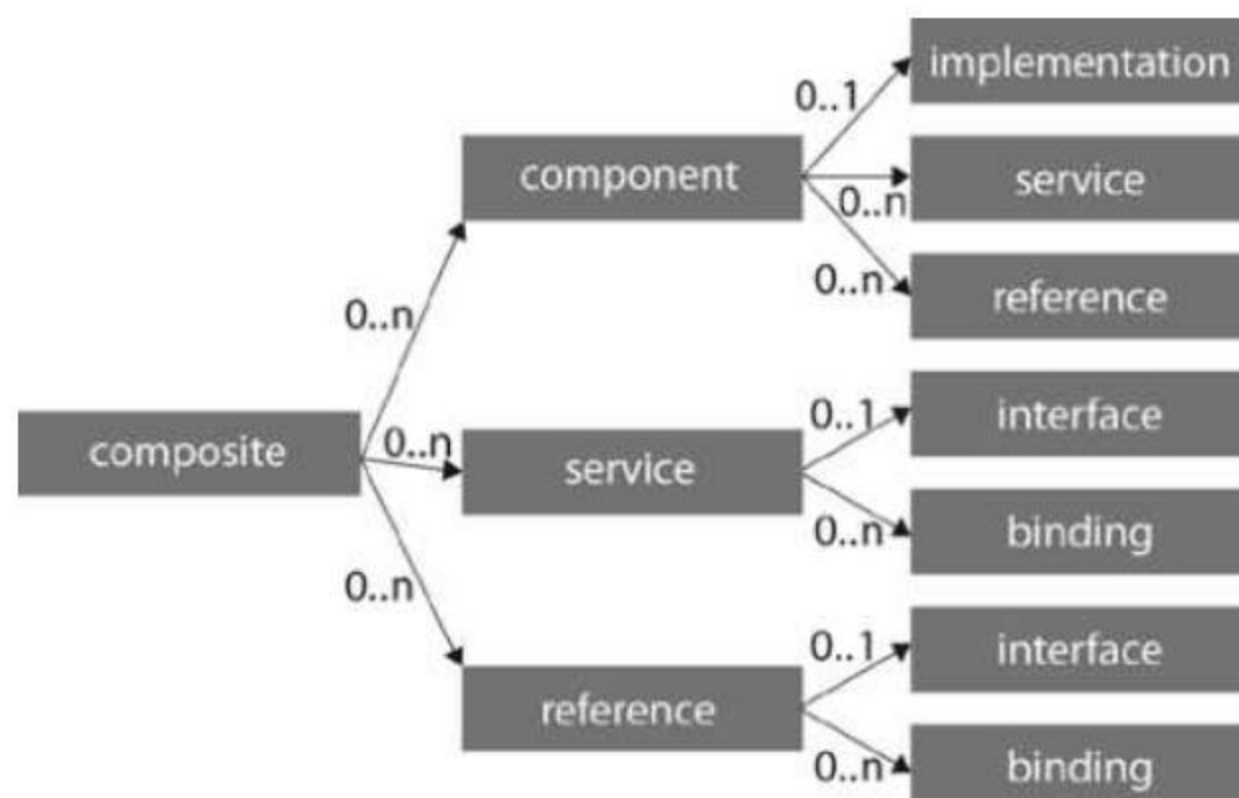 implementation
0..1
component
service
0..n
0..n
reference
0..n
0..1
interface
composite
0..n
service
0..n
binding
0..n
0..1
interface
reference
0..n
binding